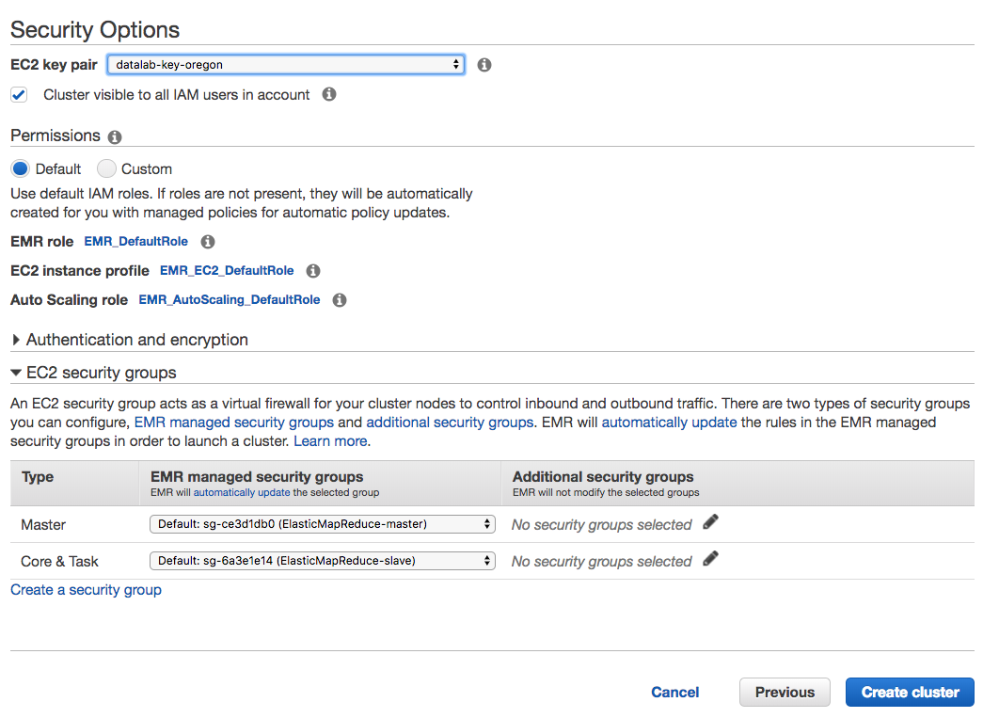 Security Options
EC2 key pair datalab-key-oregon
Cluster visible to all IAM users in account
Permissions
Default Custom
Use default IAM roles. If roles are not present, they will be automatically
created for you with managed policies for automatic policy updates.
EMR role EMR_DefaultRole
EC2 instance profile EMR_EC2_DefaultRole
Auto Scaling role EMR_AutoScaling_DefaultRole
Authentication and encryption
EC2 security groups
An EC2 security group acts as a virtual firewall for your cluster nodes to control inbound and outbound traffic. There are two types of security groups
you can configure, EMR managed security groups and additional security groups. EMR will automatically update the rules in the EMR managed
security groups in order to launch a cluster. Learn more.
Type EMR managed security groups Additional security groups
EMR will automatically update the selected group EMR will not modify the selected groups
Master Default: sg-ce3d1db0 (ElasticMapReduce-master) No security groups selected
Core & Task Default: sg-6a3e1e14 (ElasticMapReduce-slave) No security groups selected
Create a security group
Cancel Previous Create cluster